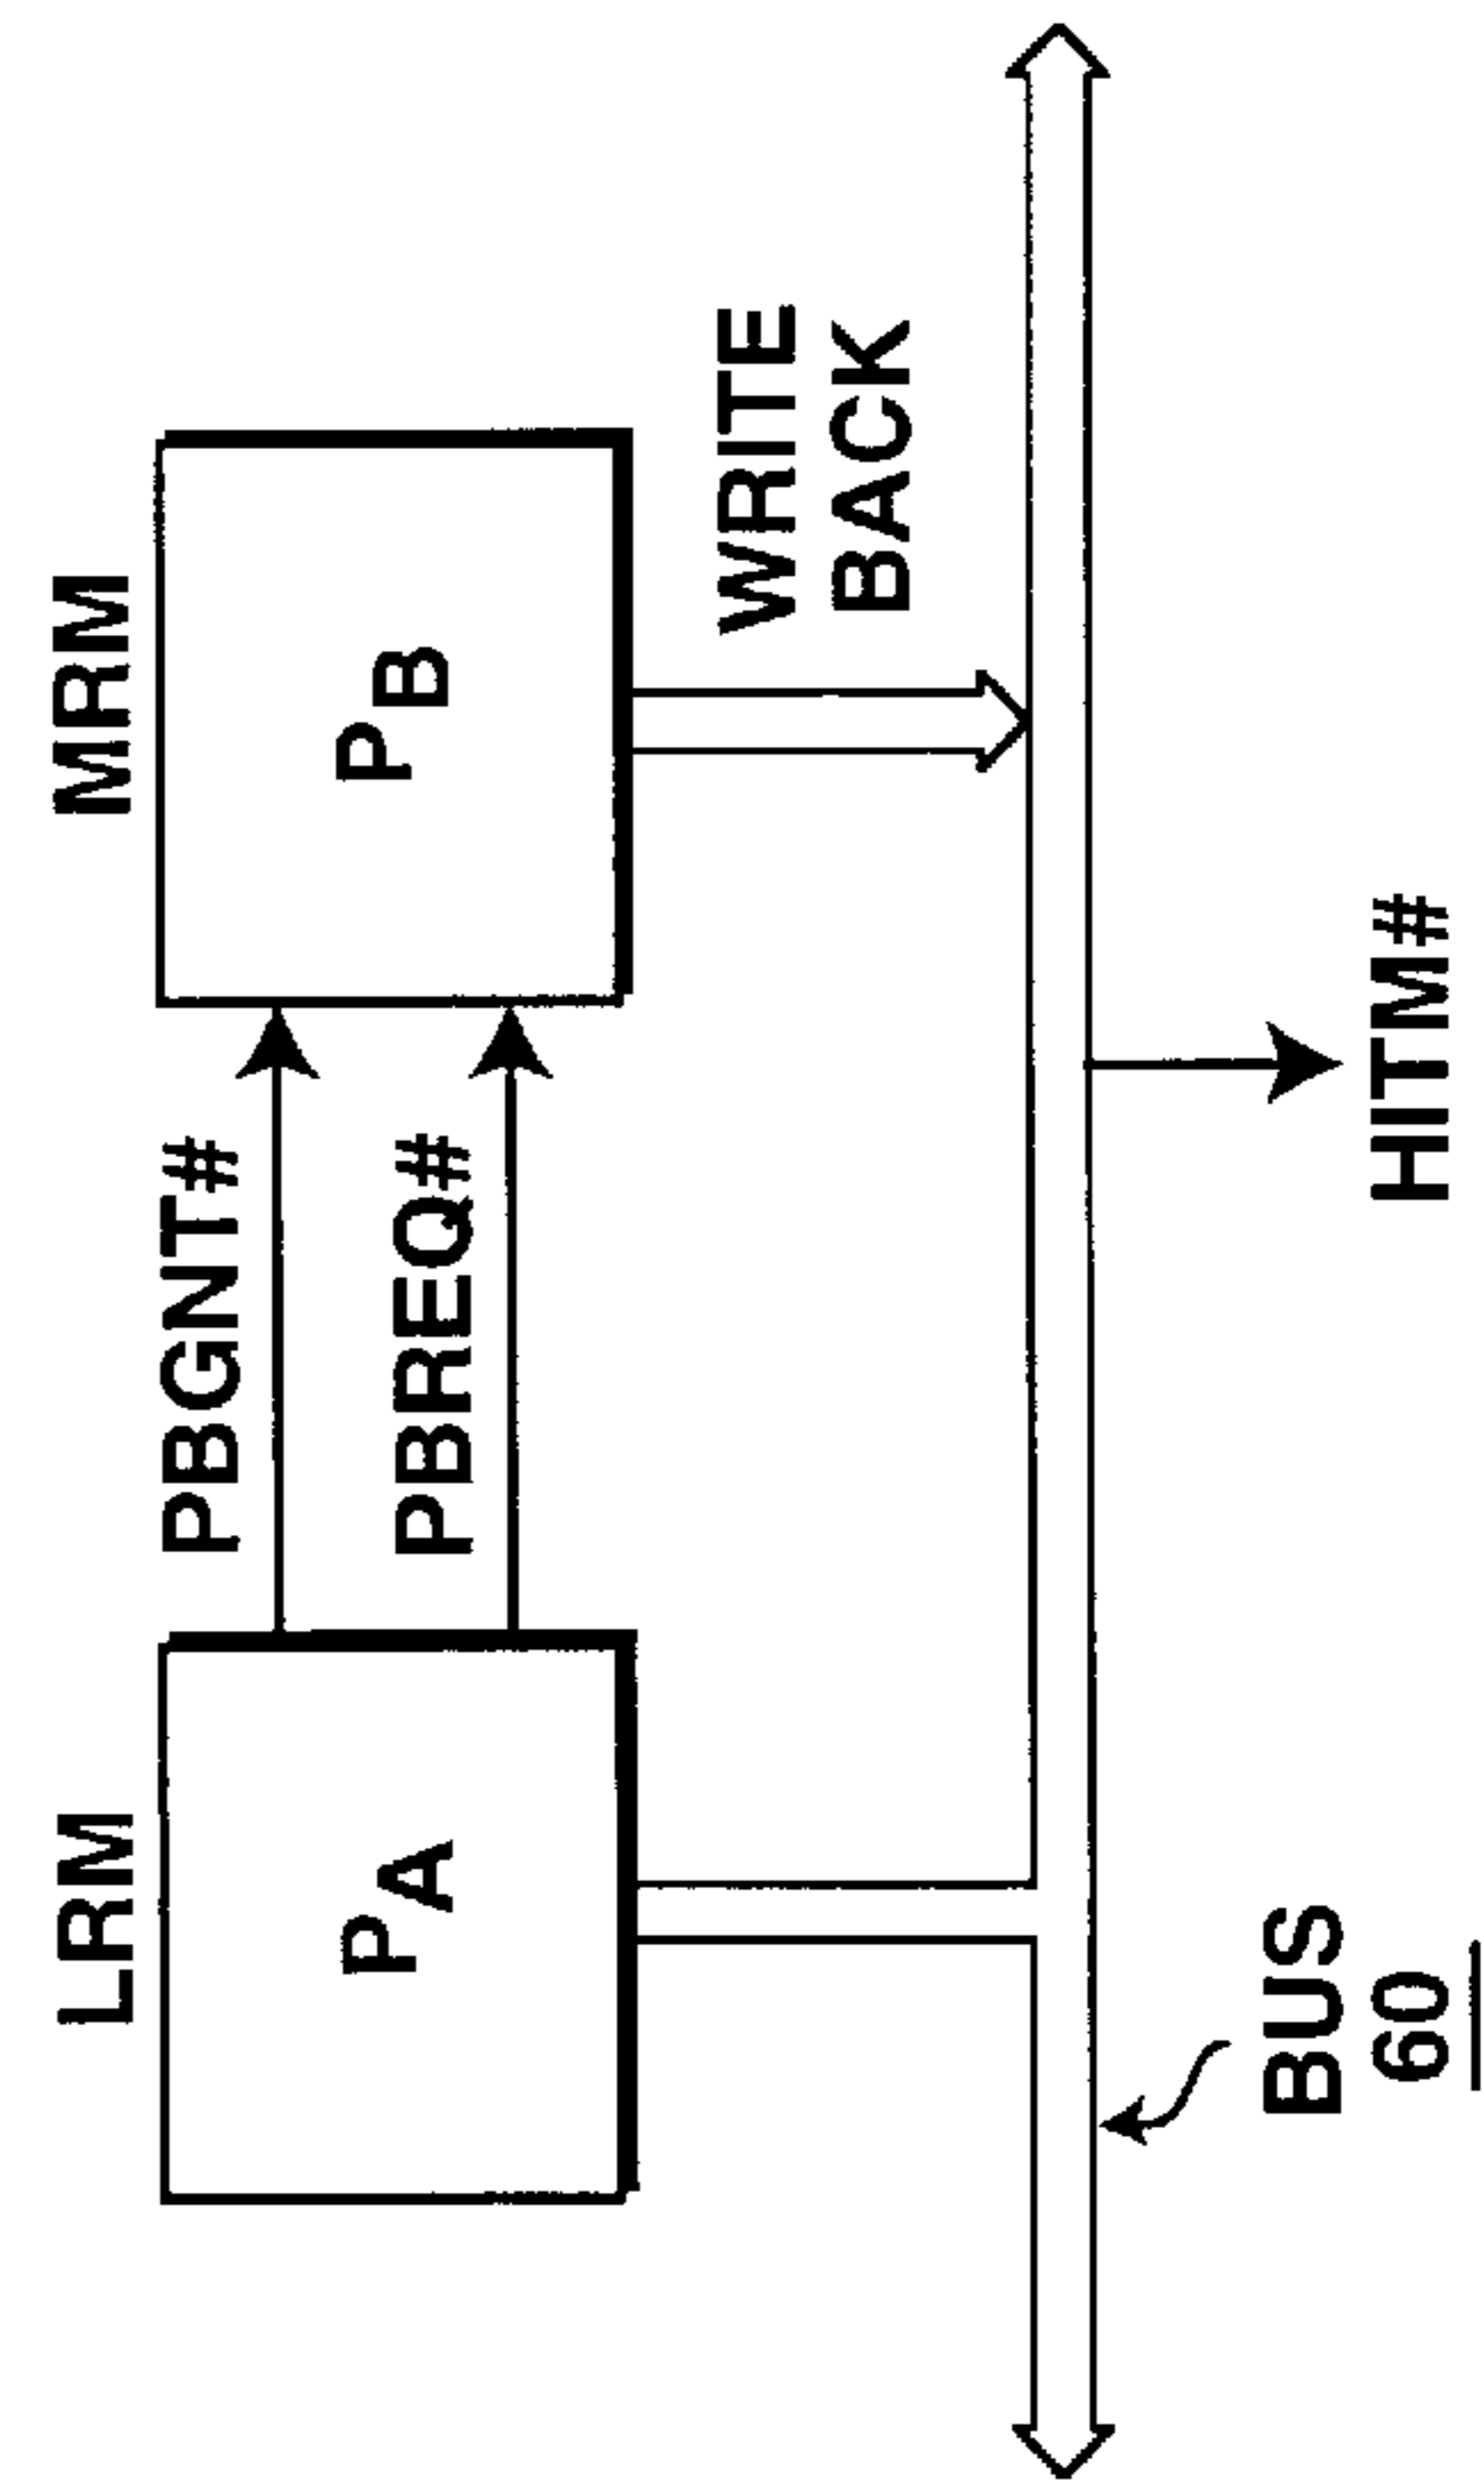 LRM
MRM
PBGNT#
PBREQ#
PA
PB
WRITE
BACK
BUS
60
HITM#